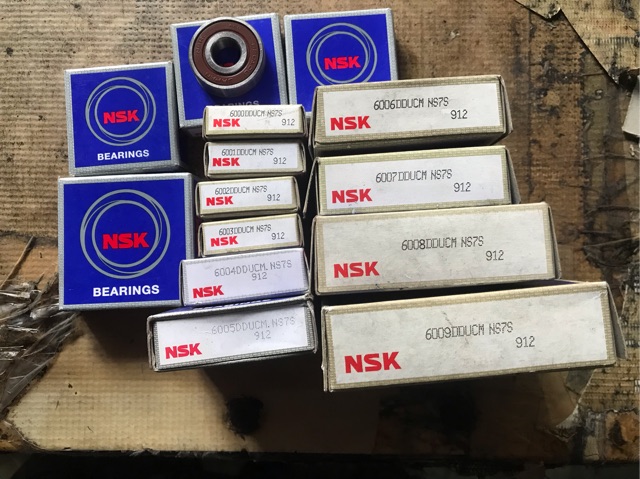 NSK
BEARINGS
NSK
BEARINGS
NSK
6000DDUCM NS7S
NSK
912
6001DDUCM NS7S
NSK
912
6002DDUCM NS7S
NSK
912
6003DDUCM NS7S
NSK
912
6004DDUCM.NS7S
NSK
912
6005DDUCM.NS7S
NSK
912
6006DDUCM NS7S
NSK
912
6007DDUCM NS7S
NSK
912
6008DDUCM NS7S
NSK
912
6009DDUCM NS7S
NSK
912